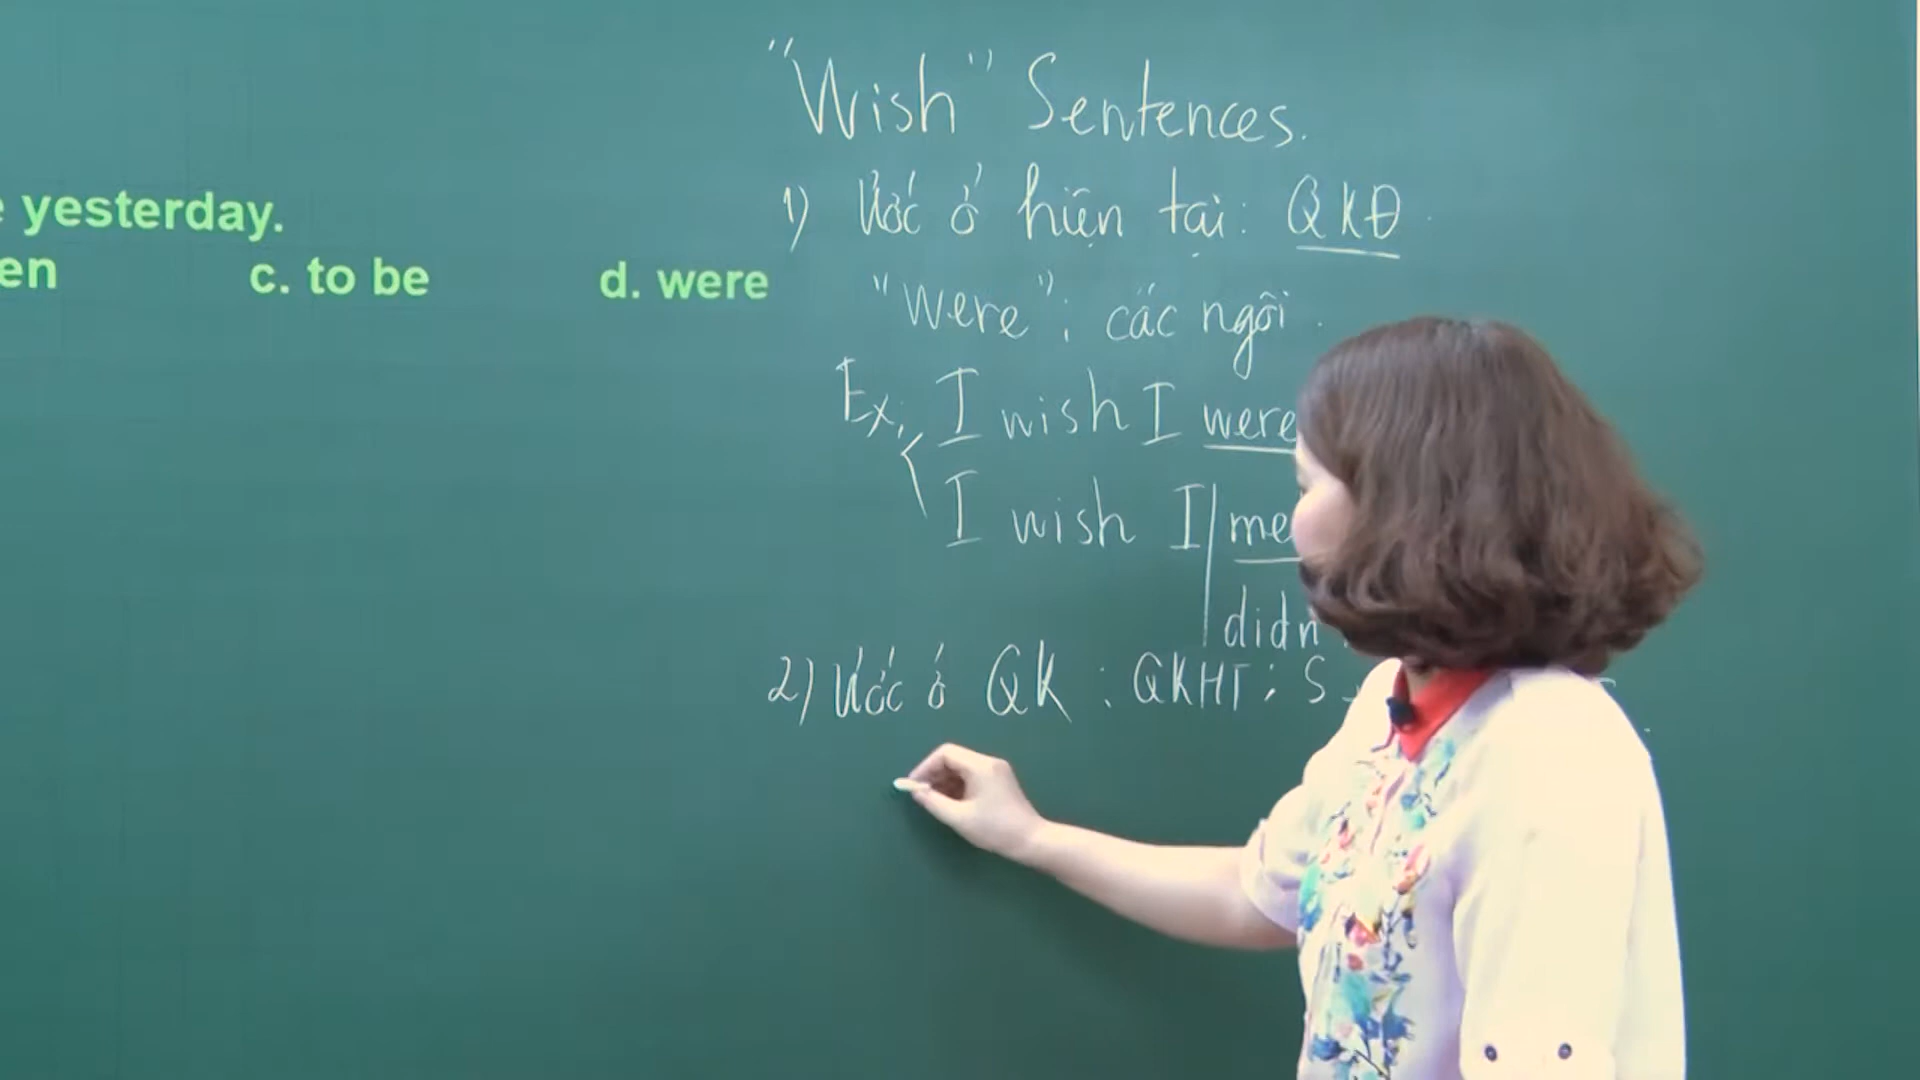 yesterday.
en c. to be d. were
"Wish" Sentences.
1) Ước ở hiện tại: QKĐ
"Were": các ngôi.
Ex: I wish I were
I wish I me
didn
2) Ước ở QK: QKHT: S